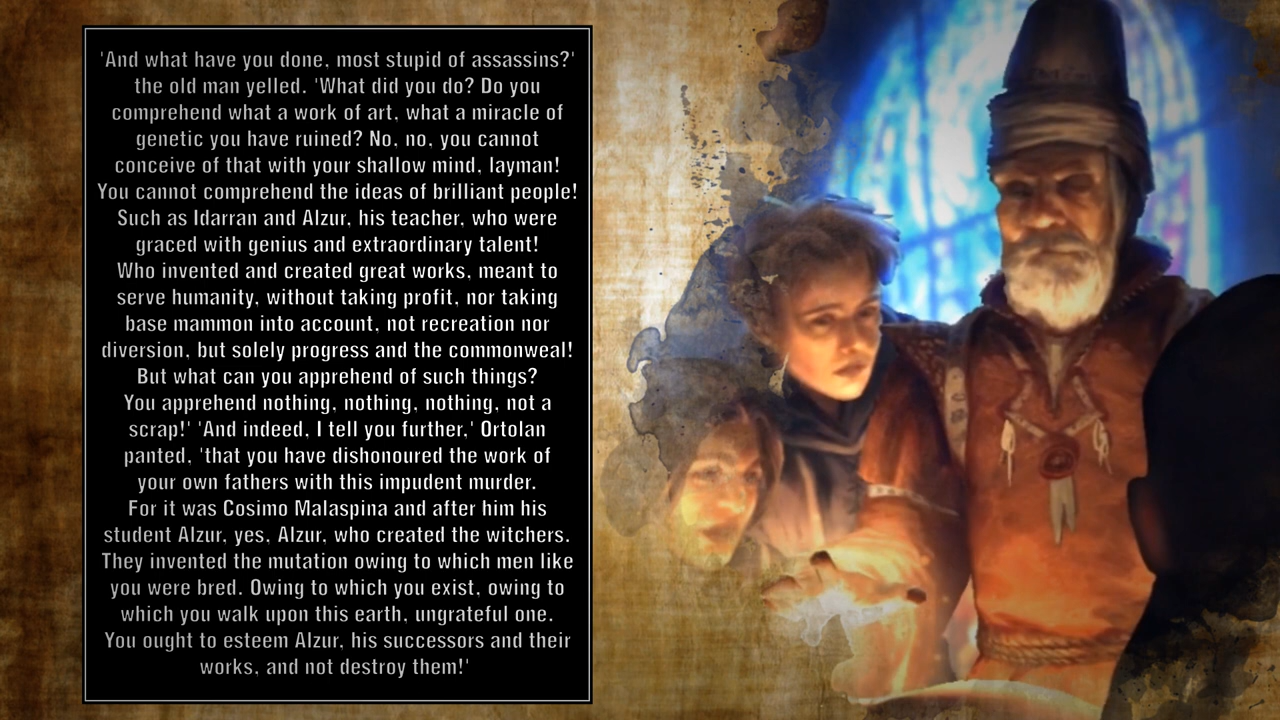 'And what have you done, most stupid of assassins?'
the old man yelled. 'What did you do? Do you
comprehend what a work of art, what a miracle of
genetic you have ruined? No, no, you cannot
conceive of that with your shallow mind, layman!
You cannot comprehend the ideas of brilliant people!
Such as Idarran and Alzur, his teacher, who were
graced with genius and extraordinary talent!
Who invented and created great works, meant to
serve humanity, without taking profit, nor taking
base mammon into account, not recreation nor
diversion, but solely progress and the commonweal!
But what can you apprehend of such things?
You apprehend nothing, nothing, nothing, not a
scrap!' 'And indeed, I tell you further,' Ortolan
panted, 'that you have dishonoured the work of
your own fathers with this impudent murder.
For it was Cosimo Malaspina and after him his
student Alzur, yes, Alzur, who created the witchers.
They invented the mutation owing to which men like
you were bred. Owing to which you exist, owing to
which you walk upon this earth, ungrateful one.
You ought to esteem Alzur, his successors and their
works, and not destroy them!'